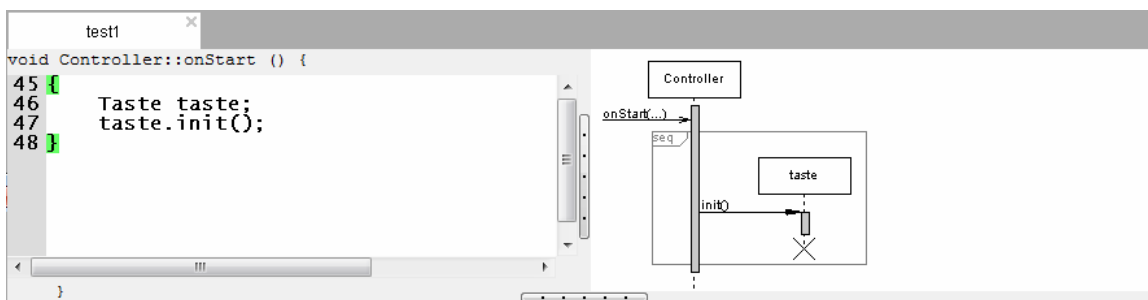 test1
void Controller::onStart () {
45 {
46 Taste taste;
47 taste.init();
48 }
}
Controller
onStart(...)
seq
taste
init()